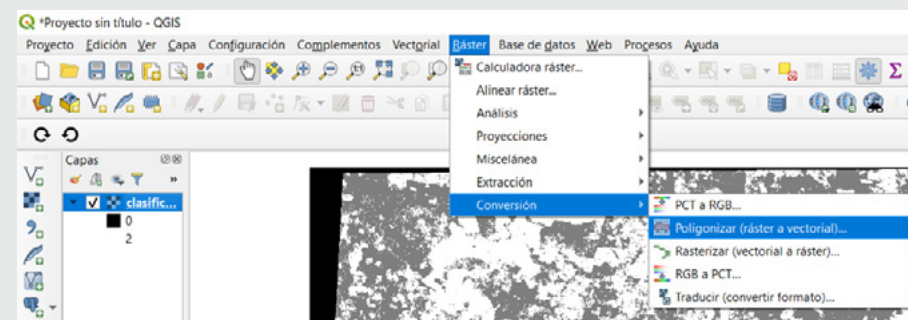 *Proyecto sin título - QGIS
Proyecto Edición Ver Capa Configuración Complementos Vectorial Ráster Base de datos Web Procesos Ayuda
Calculadora ráster...
Alinear ráster...
Análisis
Proyecciones
Miscelánea
Extracción
Conversión
PCT a RGB...
Poligonizar (ráster a vectorial)...
Rasterizar (vectorial a ráster)...
RGB a PCT...
Traducir (convertir formato)...
Capas
clasific...
0
2